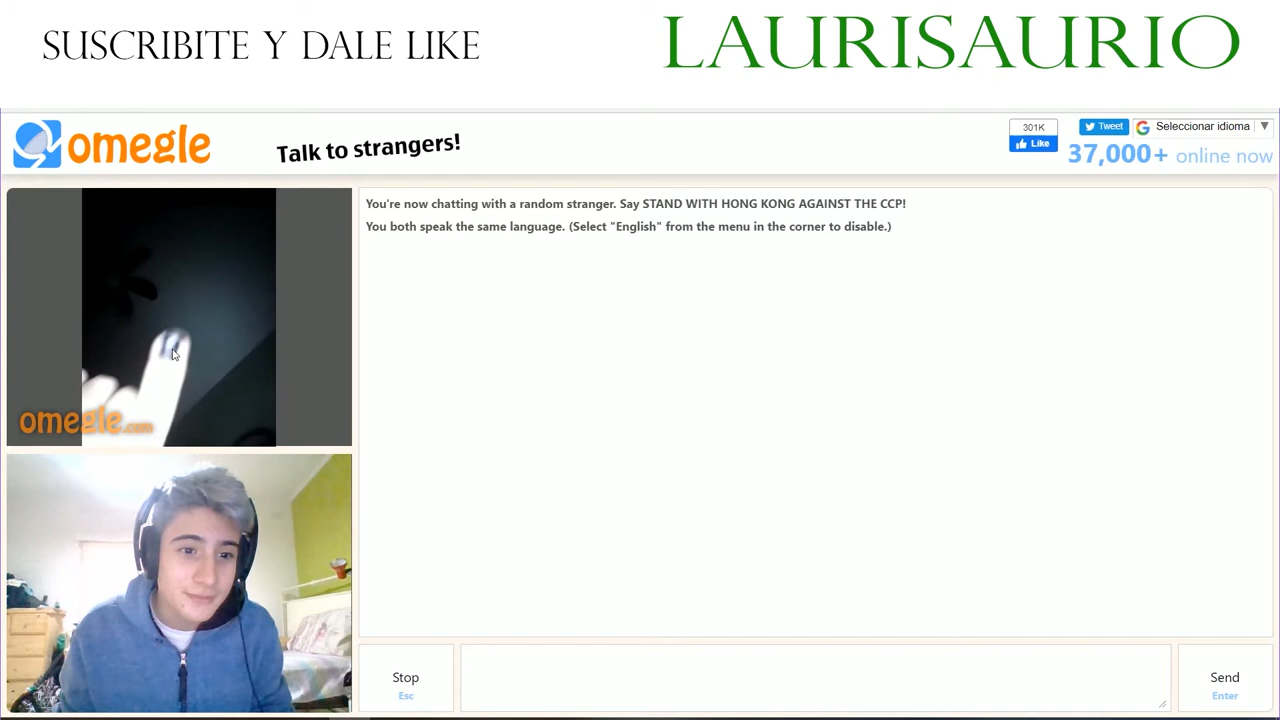 SUSCRIBITE Y DALE LIKE
LAURISAURIO
omegle
Talk to strangers!
301K
Like
Tweet
Seleccionar idioma
37,000+ online now
You're now chatting with a random stranger. Say STAND WITH HONG KONG AGAINST THE CCP!
You both speak the same language. (Select "English" from the menu in the corner to disable.)
omegle.com
Stop
Esc
Send
Enter